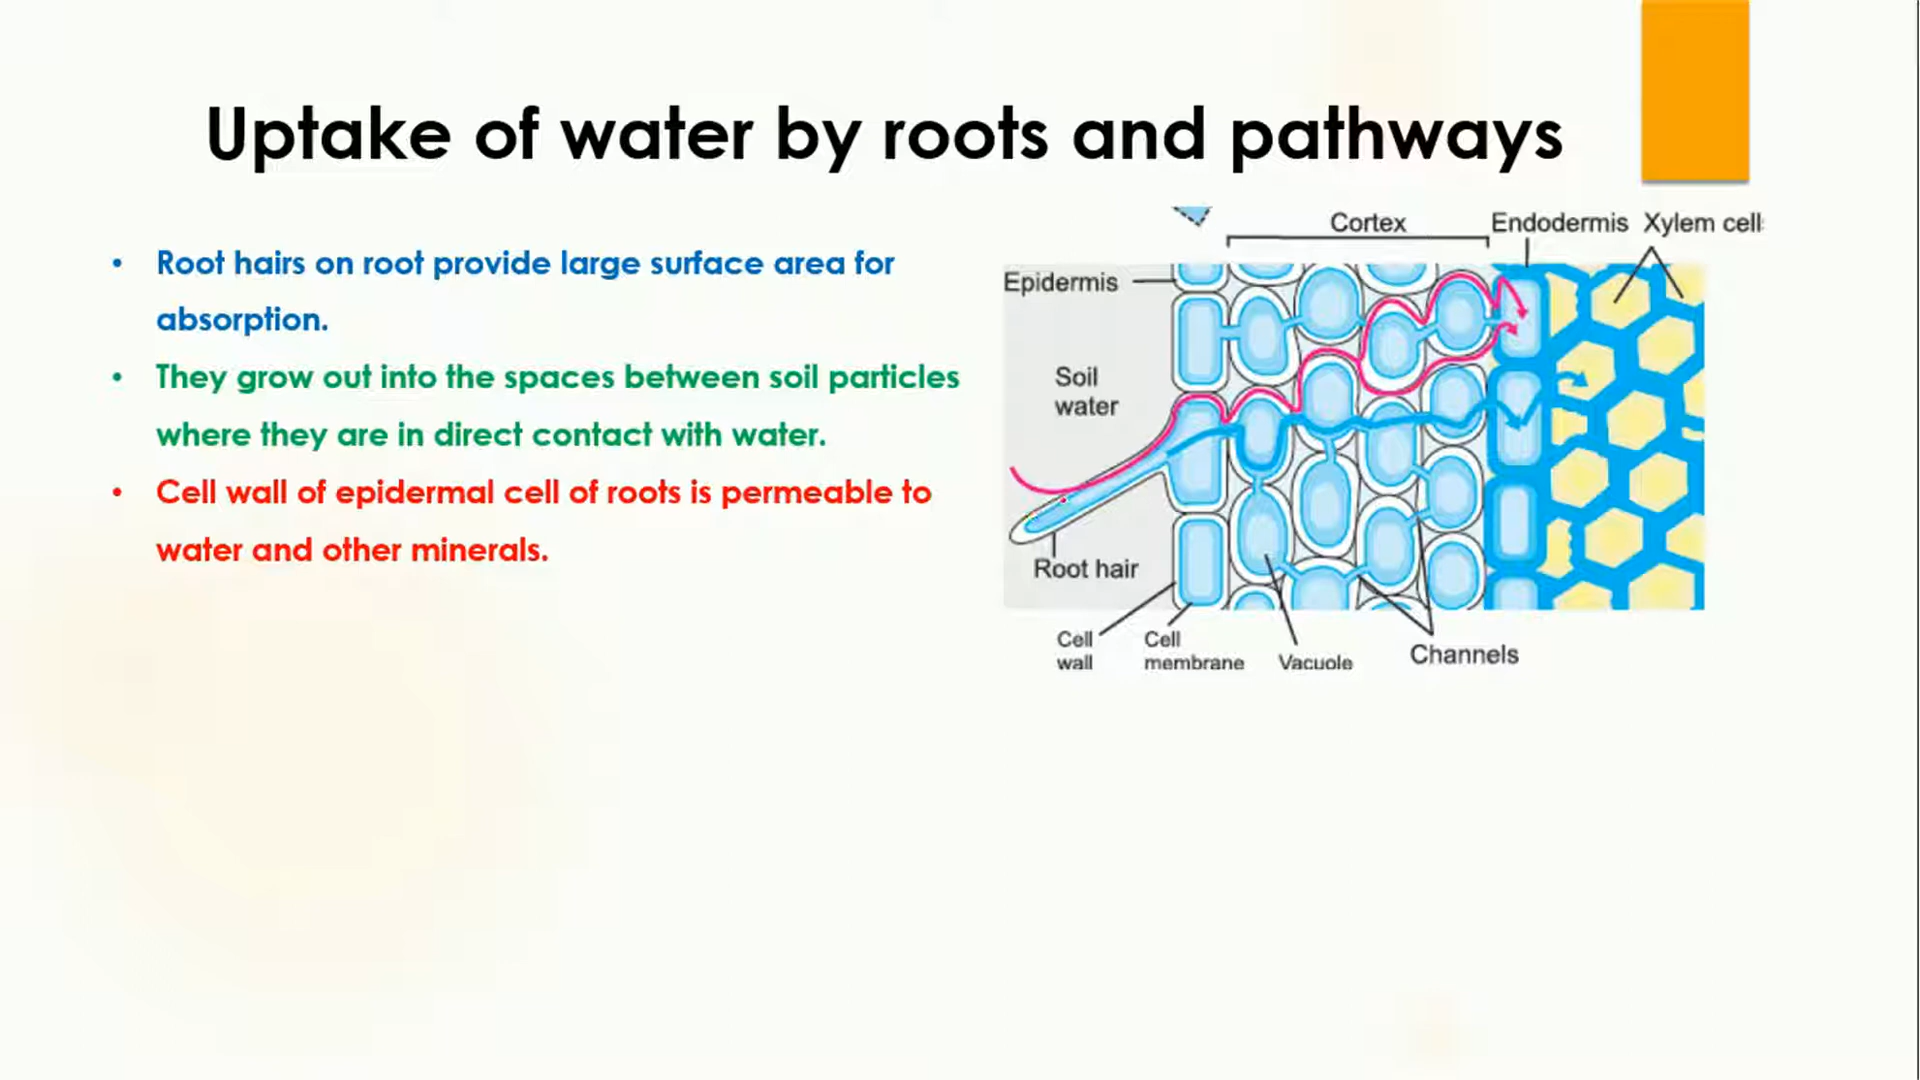 Uptake of water by roots and pathways
• Root hairs on root provide large surface area for
absorption.
• They grow out into the spaces between soil particles
where they are in direct contact with water.
• Cell wall of epidermal cell of roots is permeable to
water and other minerals.
Cortex
Endodermis
Xylem cell
Epidermis
Soil
water
Root hair
Cell
wall
Cell
membrane
Vacuole
Channels